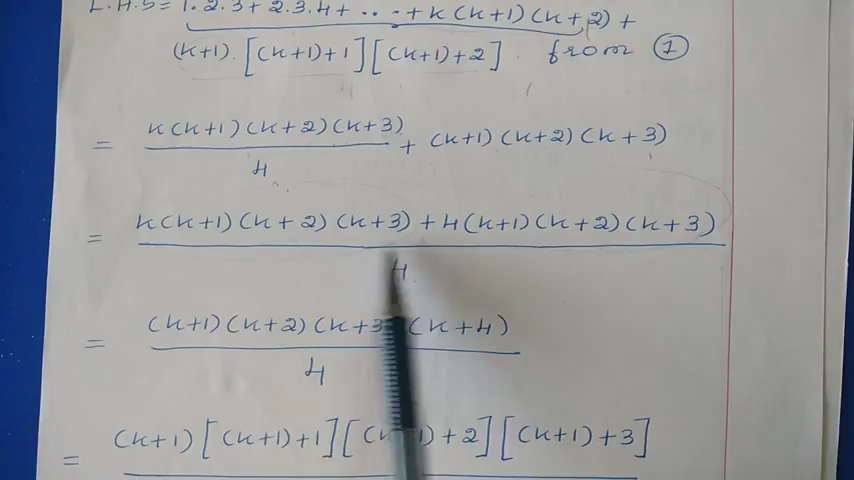 L.H.S = 1.2.3 + 2.3.4 + ... + k(k+1)(k+2) +
(k+1). [(k+1)+1][(k+1)+2] from ①
= k(k+1)(k+2)(k+3)/4 + (k+1)(k+2)(k+3)
= k(k+1)(k+2)(k+3)+4(k+1)(k+2)(k+3)/4
= (k+1)(k+2)(k+3)(k+4)/4
= (k+1)[(k+1)+1][(k+1)+2][(k+1)+3]